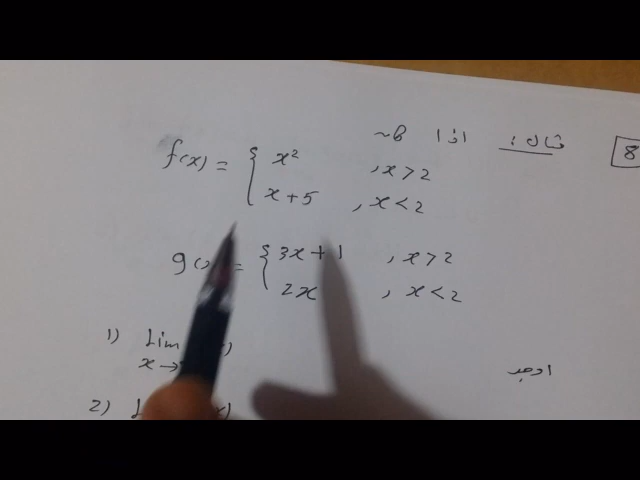 8 مثال: اذا كان
f(x) = { x² , x > 2
x + 5 , x < 2
g( = { 3x + 1 , x > 2
2x , x < 2
اوجد
1) Lim )
x →
2) L x)